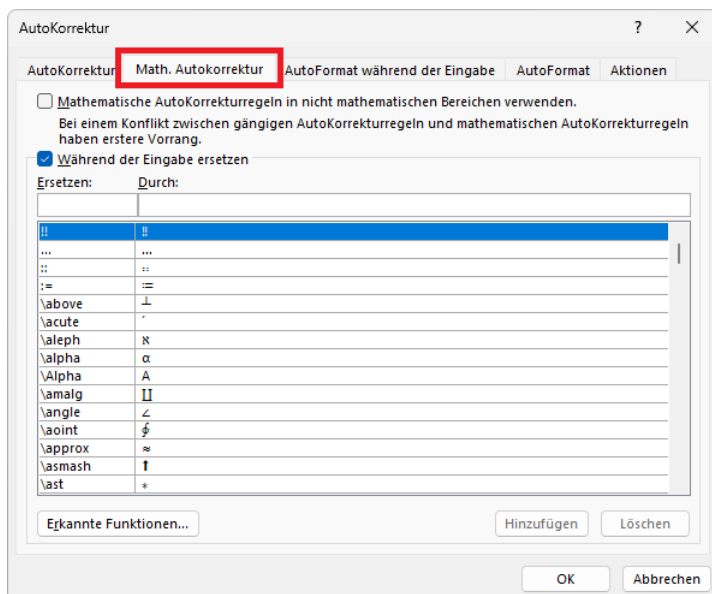 AutoKorrektur ? ×
AutoKorrektur Math. Autokorrektur AutoFormat während der Eingabe AutoFormat Aktionen
Mathematische AutoKorrekturregeln in nicht mathematischen Bereichen verwenden.
Bei einem Konflikt zwischen gängigen AutoKorrekturregeln und mathematischen AutoKorrekturregeln
haben erstere Vorrang.
Während der Eingabe ersetzen
Ersetzen: Durch:
!! ‼
... …
:: ∷
:= ≔
\above ┴
\acute ´
\aleph ℵ
\alpha α
\Alpha Α
\amalg ∐
\angle ∠
\aoint ∳
\approx ≈
\asmash ⬆
\ast ∗
Erkannte Funktionen... Hinzufügen Löschen
OK Abbrechen